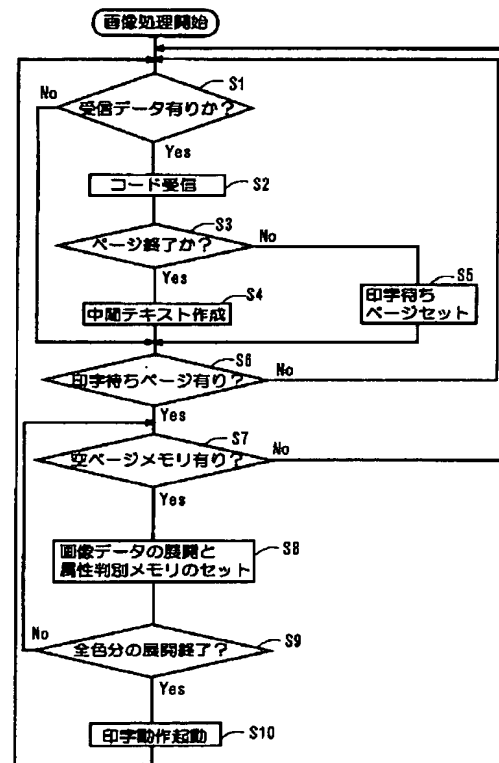 画像処理開始
S1
No
受信データ有りか？
Yes
コード受信
S2
S3
ページ終了か？
No
Yes
S4
中間テキスト作成
S5
印字待ち
ページセット
S6
印字待ちページ有り？
No
Yes
S7
空ページメモリ有り？
No
Yes
S8
画像データの展開と
属性判別メモリのセット
No
S9
全色分の展開終了？
Yes
印字動作起動
S10